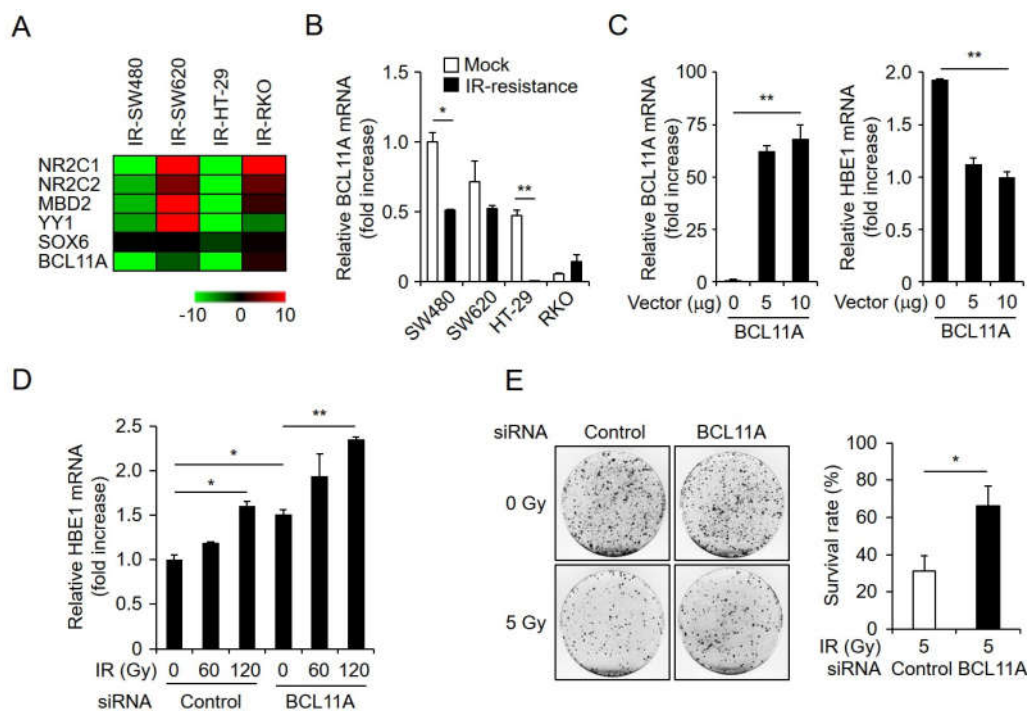 A
IR-SW480
IR-SW620
IR-HT-29
IR-RKO
NR2C1
NR2C2
MBD2
YY1
SOX6
BCL11A
-10 0 10
B
Mock
IR-resistance
Relative BCL11A mRNA
(fold increase)
1.5
1.0
0.5
0
*
**
SW480
SW620
HT-29
RKO
C
Relative BCL11A mRNA
(fold increase)
100
75
50
25
0
**
Vector (μg) 0 5 10
BCL11A
Relative HBE1 mRNA
(fold increase)
2.0
1.5
1.0
0.5
0
**
Vector (μg) 0 5 10
BCL11A
D
Relative HBE1 mRNA
(fold increase)
2.5
2.0
1.5
1.0
0.5
0
*
*
**
IR (Gy) 0 60 120 0 60 120
siRNA Control BCL11A
E
siRNA Control BCL11A
0 Gy
5 Gy
Survival rate (%)
100
80
60
40
20
0
*
IR (Gy) 5 5
siRNA Control BCL11A